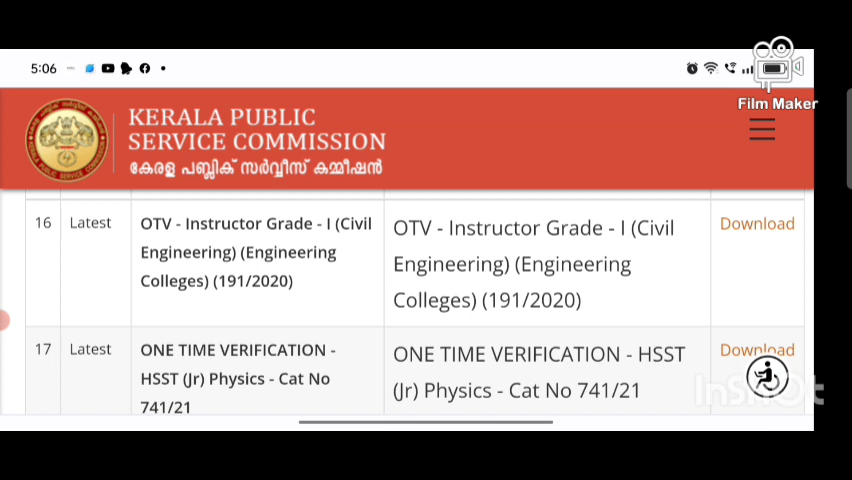 5:06
Film Maker
KERALA PUBLIC
SERVICE COMMISSION
കേരള പബ്ലിക് സർവ്വീസ് കമ്മീഷൻ
16 Latest OTV - Instructor Grade - I (Civil OTV - Instructor Grade - I (Civil Download
Engineering) (Engineering Engineering) (Engineering
Colleges) (191/2020) Colleges) (191/2020)
17 Latest ONE TIME VERIFICATION - ONE TIME VERIFICATION - HSST Download
HSST (Jr) Physics - Cat No (Jr) Physics - Cat No 741/21
741/21
InShOt